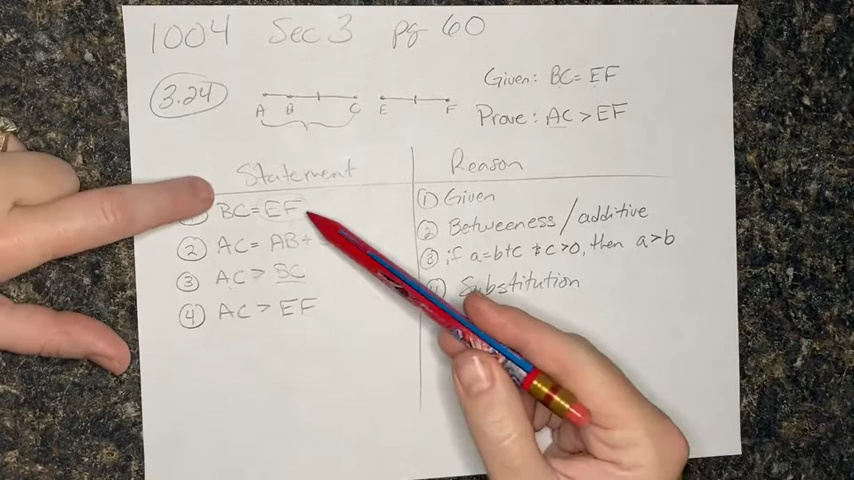 1004 Sec 3 pg 60
3.24
A B C E F
Given: BC = EF
Prove: AC > EF
Statement Reason
BC = EF ① Given
② AC = AB+ ② Betweeness / additive
③ AC > BC ③ if a=b+c & c>0, then a>b
④ AC > EF Substitution